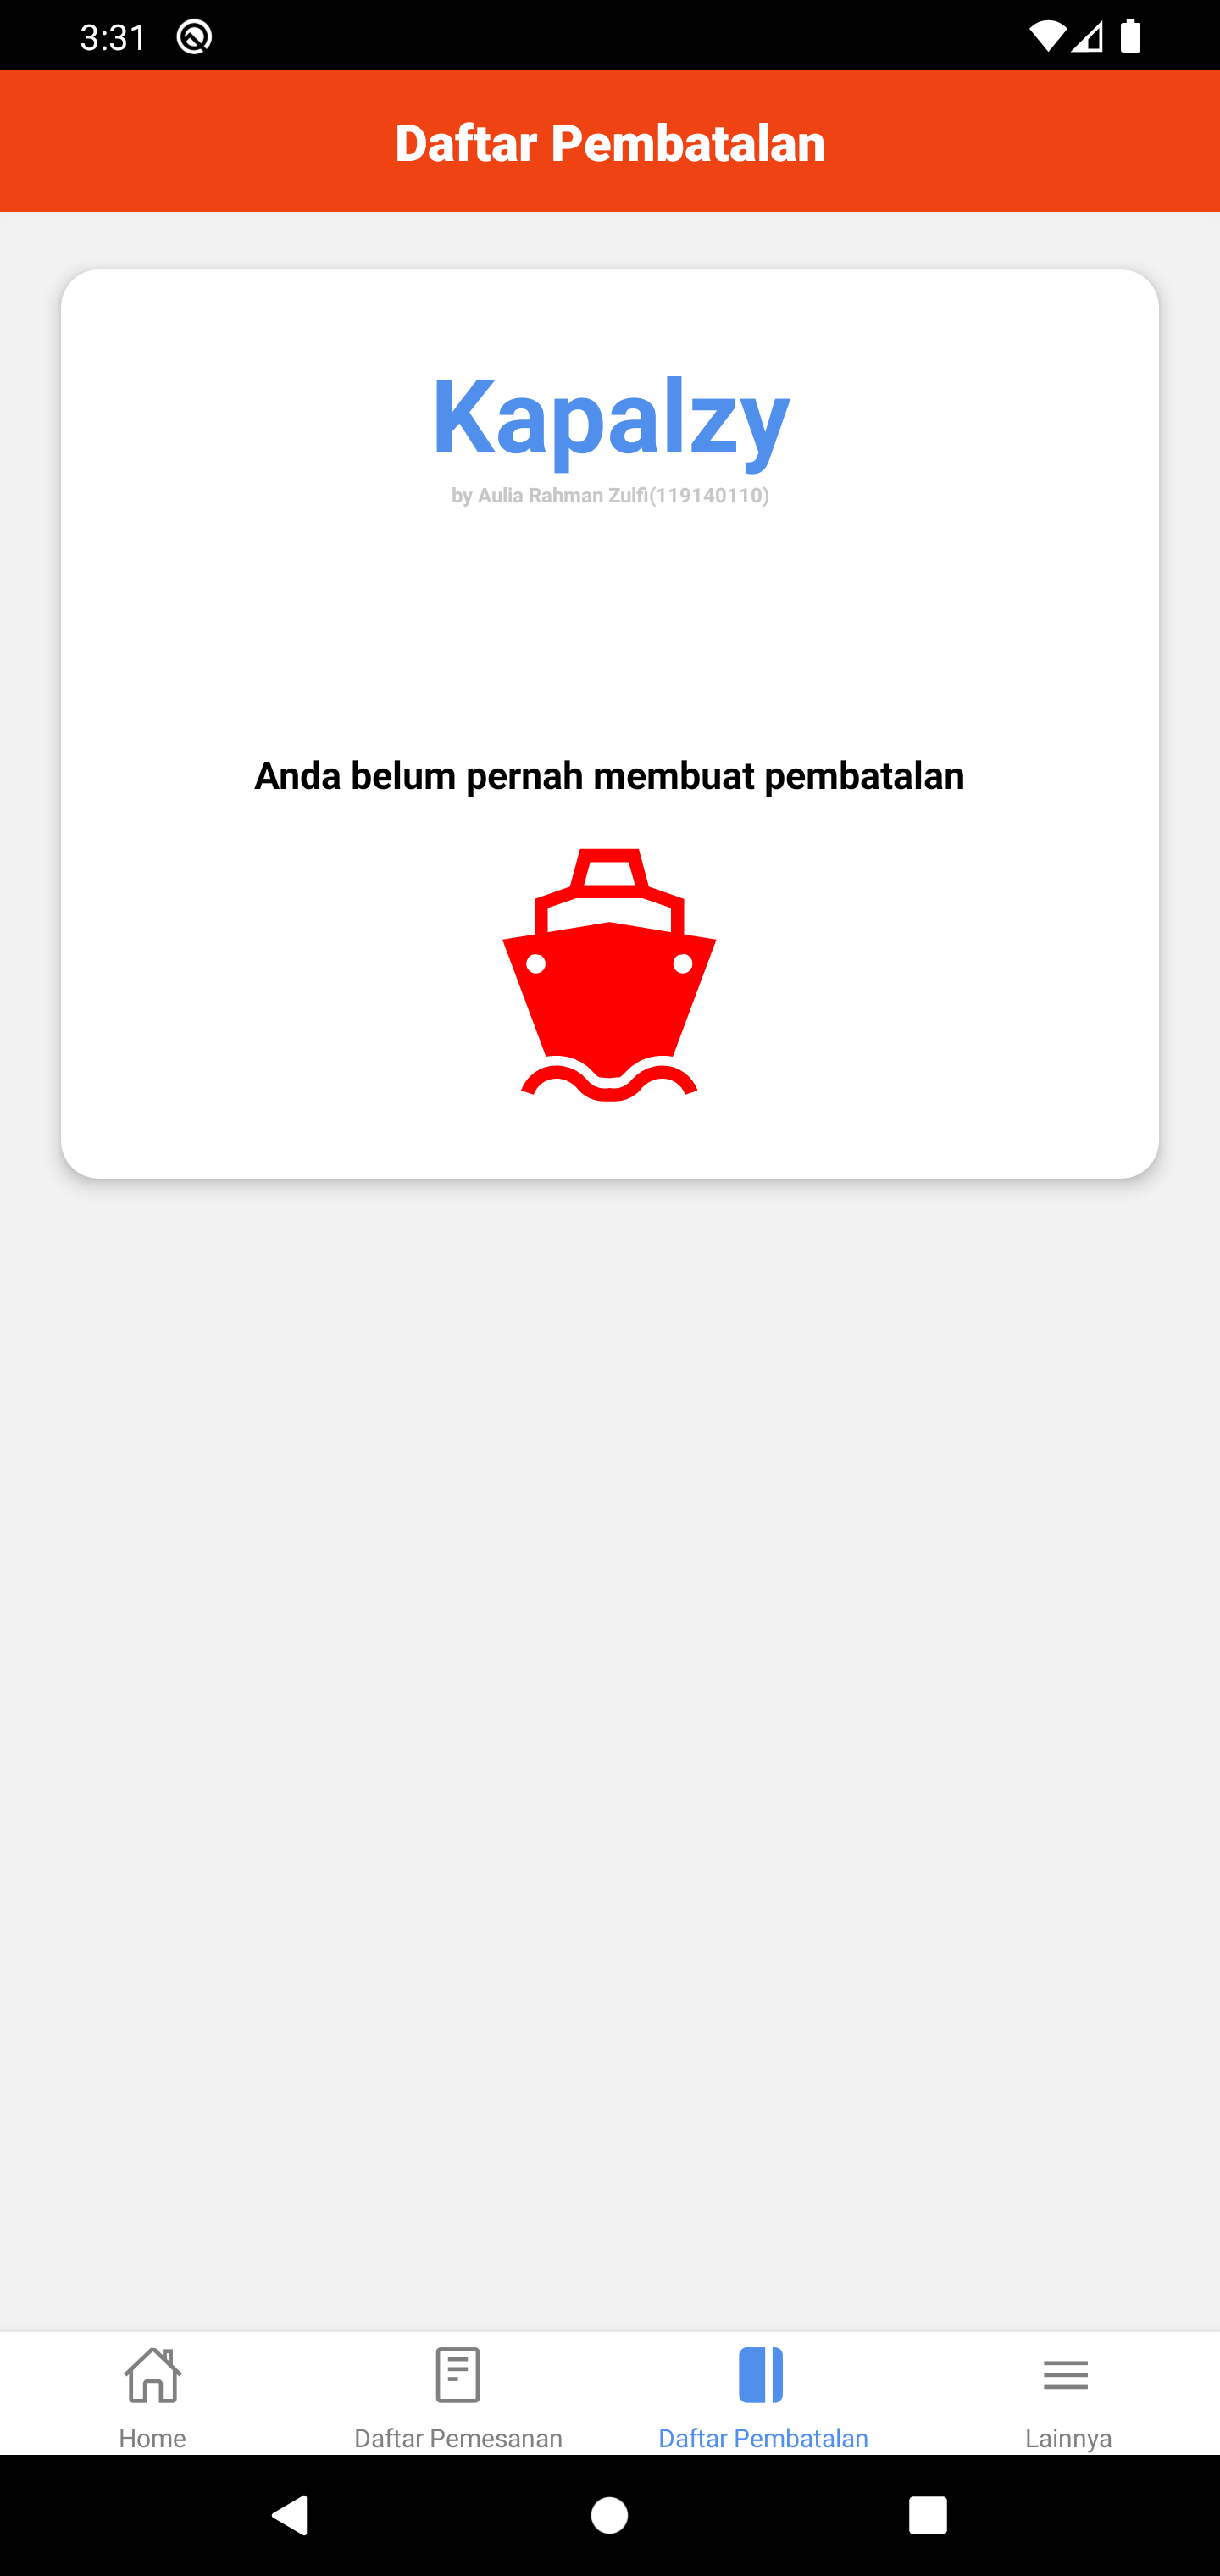 3:31
Daftar Pembatalan
Kapalzy
by Aulia Rahman Zulfi(119140110)
Anda belum pernah membuat pembatalan
Home
Daftar Pemesanan
Daftar Pembatalan
Lainnya